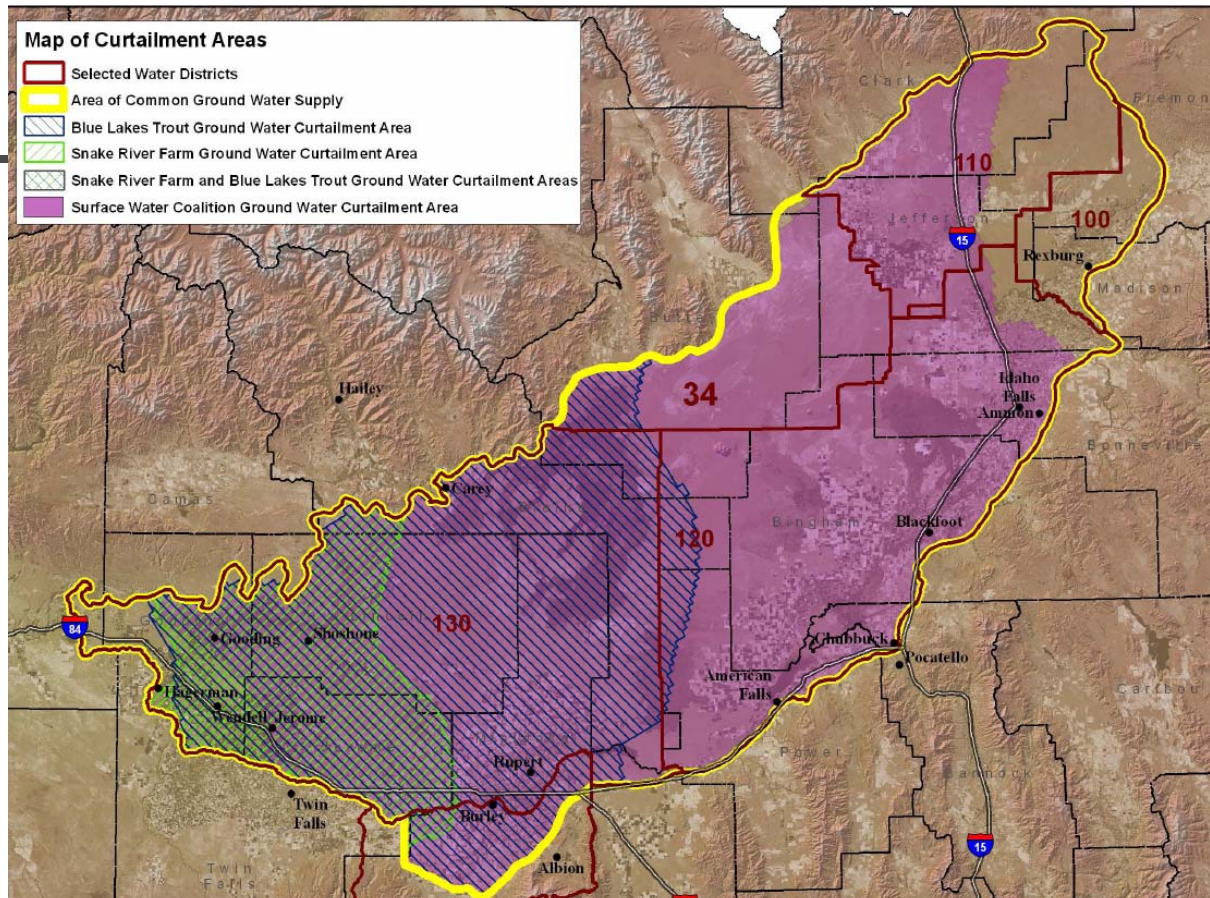 Map of Curtailment Areas
Selected Water Districts
Area of Common Ground Water Supply
Blue Lakes Trout Ground Water Curtailment Area
Snake River Farm Ground Water Curtailment Area
Snake River Farm and Blue Lakes Trout Ground Water Curtailment Areas
Surface Water Coalition Ground Water Curtailment Area
Clark
Fremon
110
Jefferson
100
15
Rexburg
Madison
Butte
34
Hailey
Idaho
Falls
Ammon
Bonneville
Camas
Carey
Blaine
Bingham
Blackfoot
120
84
Gooding
Shoshone
130
Chubbuck
Pocatello
Hagerman
American
Falls
Caribou
Wendell
Jerome
Jerome
Minidoka
Power
Bannock
Rupert
Twin
Falls
Burley
15
Albion
Twin
Falls